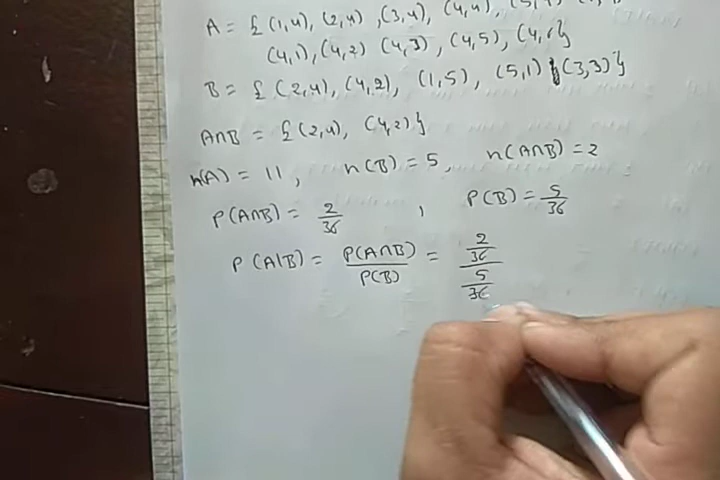 A = { (1,4), (2,4), (3,4), (4,4),
(4,1), (4,2) (4,3), (4,5), (4,6)}
B = { (2,4), (4,2), (1,5), (5,1) (3,3)}
A∩B = {(2,4), (4,2)}
n(A) = 11, n(B) = 5, n(A∩B) = 2
P(A∩B) = 2/36 , P(B) = 5/36
P(A|B) = P(A∩B)/P(B) = 2/36 / 5/36